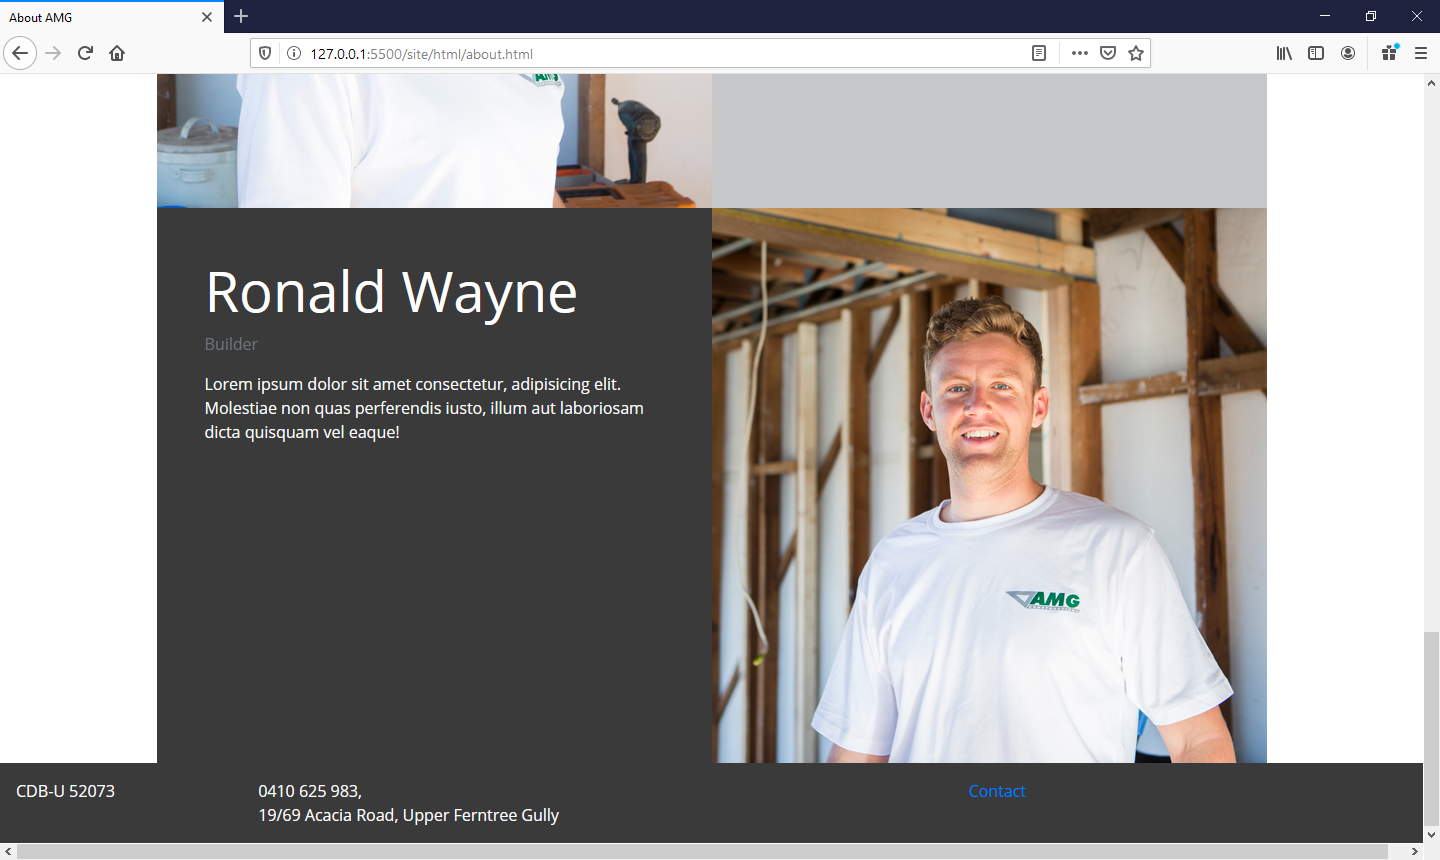 About AMG
127.0.0.1:5500/site/html/about.html
Ronald Wayne
Builder
Lorem ipsum dolor sit amet consectetur, adipisicing elit.
Molestiae non quas perferendis iusto, illum aut laboriosam
dicta quisquam vel eaque!
AMG
CDB-U 52073
0410 625 983,
19/69 Acacia Road, Upper Ferntree Gully
Contact